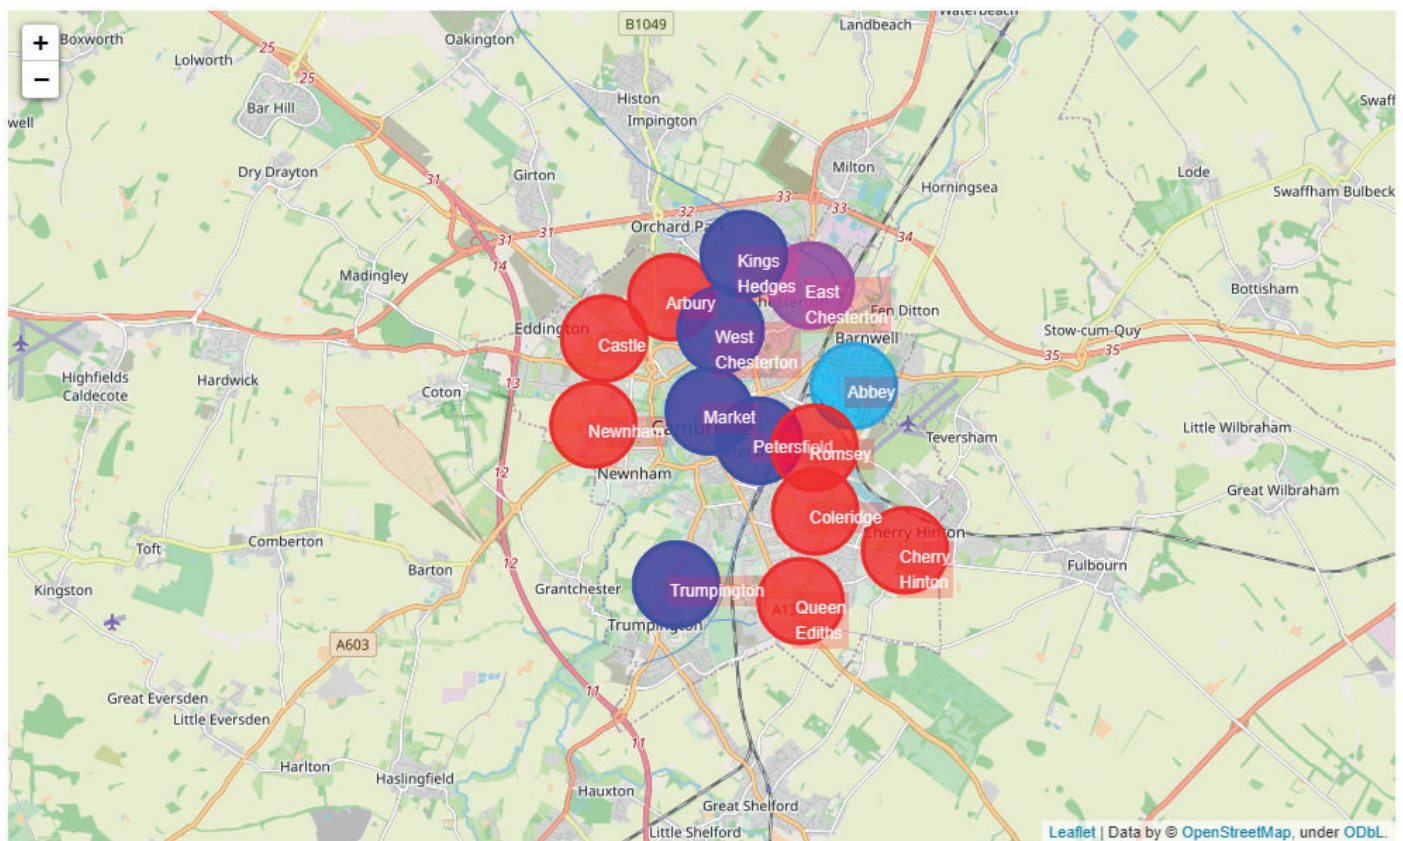 Waterbeach
B1049
Landbeach
+
Boxworth
Oakington
25
Lolworth
−
25
Histon
Swaff
Bar Hill
Impington
well
Milton
Dry Drayton
Girton
31
Lode
Horningsea
Swaffham Bulbeck
33
32
33
Orchard Park
31
31
34
14
Kings
Hedges
Madingley
East
Chesterton
Bottisham
Arbury
Fen Ditton
Eddington
West
Chesterton
Barnwell
Stow-cum-Quy
Castle
35
35
Highfields
Caldecote
Hardwick
13
Coton
Abbey
Market
Newnham
Petersfield
Romsey
Teversham
Little Wilbraham
Newnham
12
Great Wilbraham
Coleridge
Cherry Hinton
Comberton
Toft
Cherry
Hinton
12
Barton
Fulbourn
Kingston
Grantchester
Trumpington
Queen
Ediths
Trumpington
A603
11
Great Eversden
Little Eversden
11
Harlton
Haslingfield
Hauxton
Great Shelford
Little Shelford
Leaflet | Data by © OpenStreetMap, under ODbL.